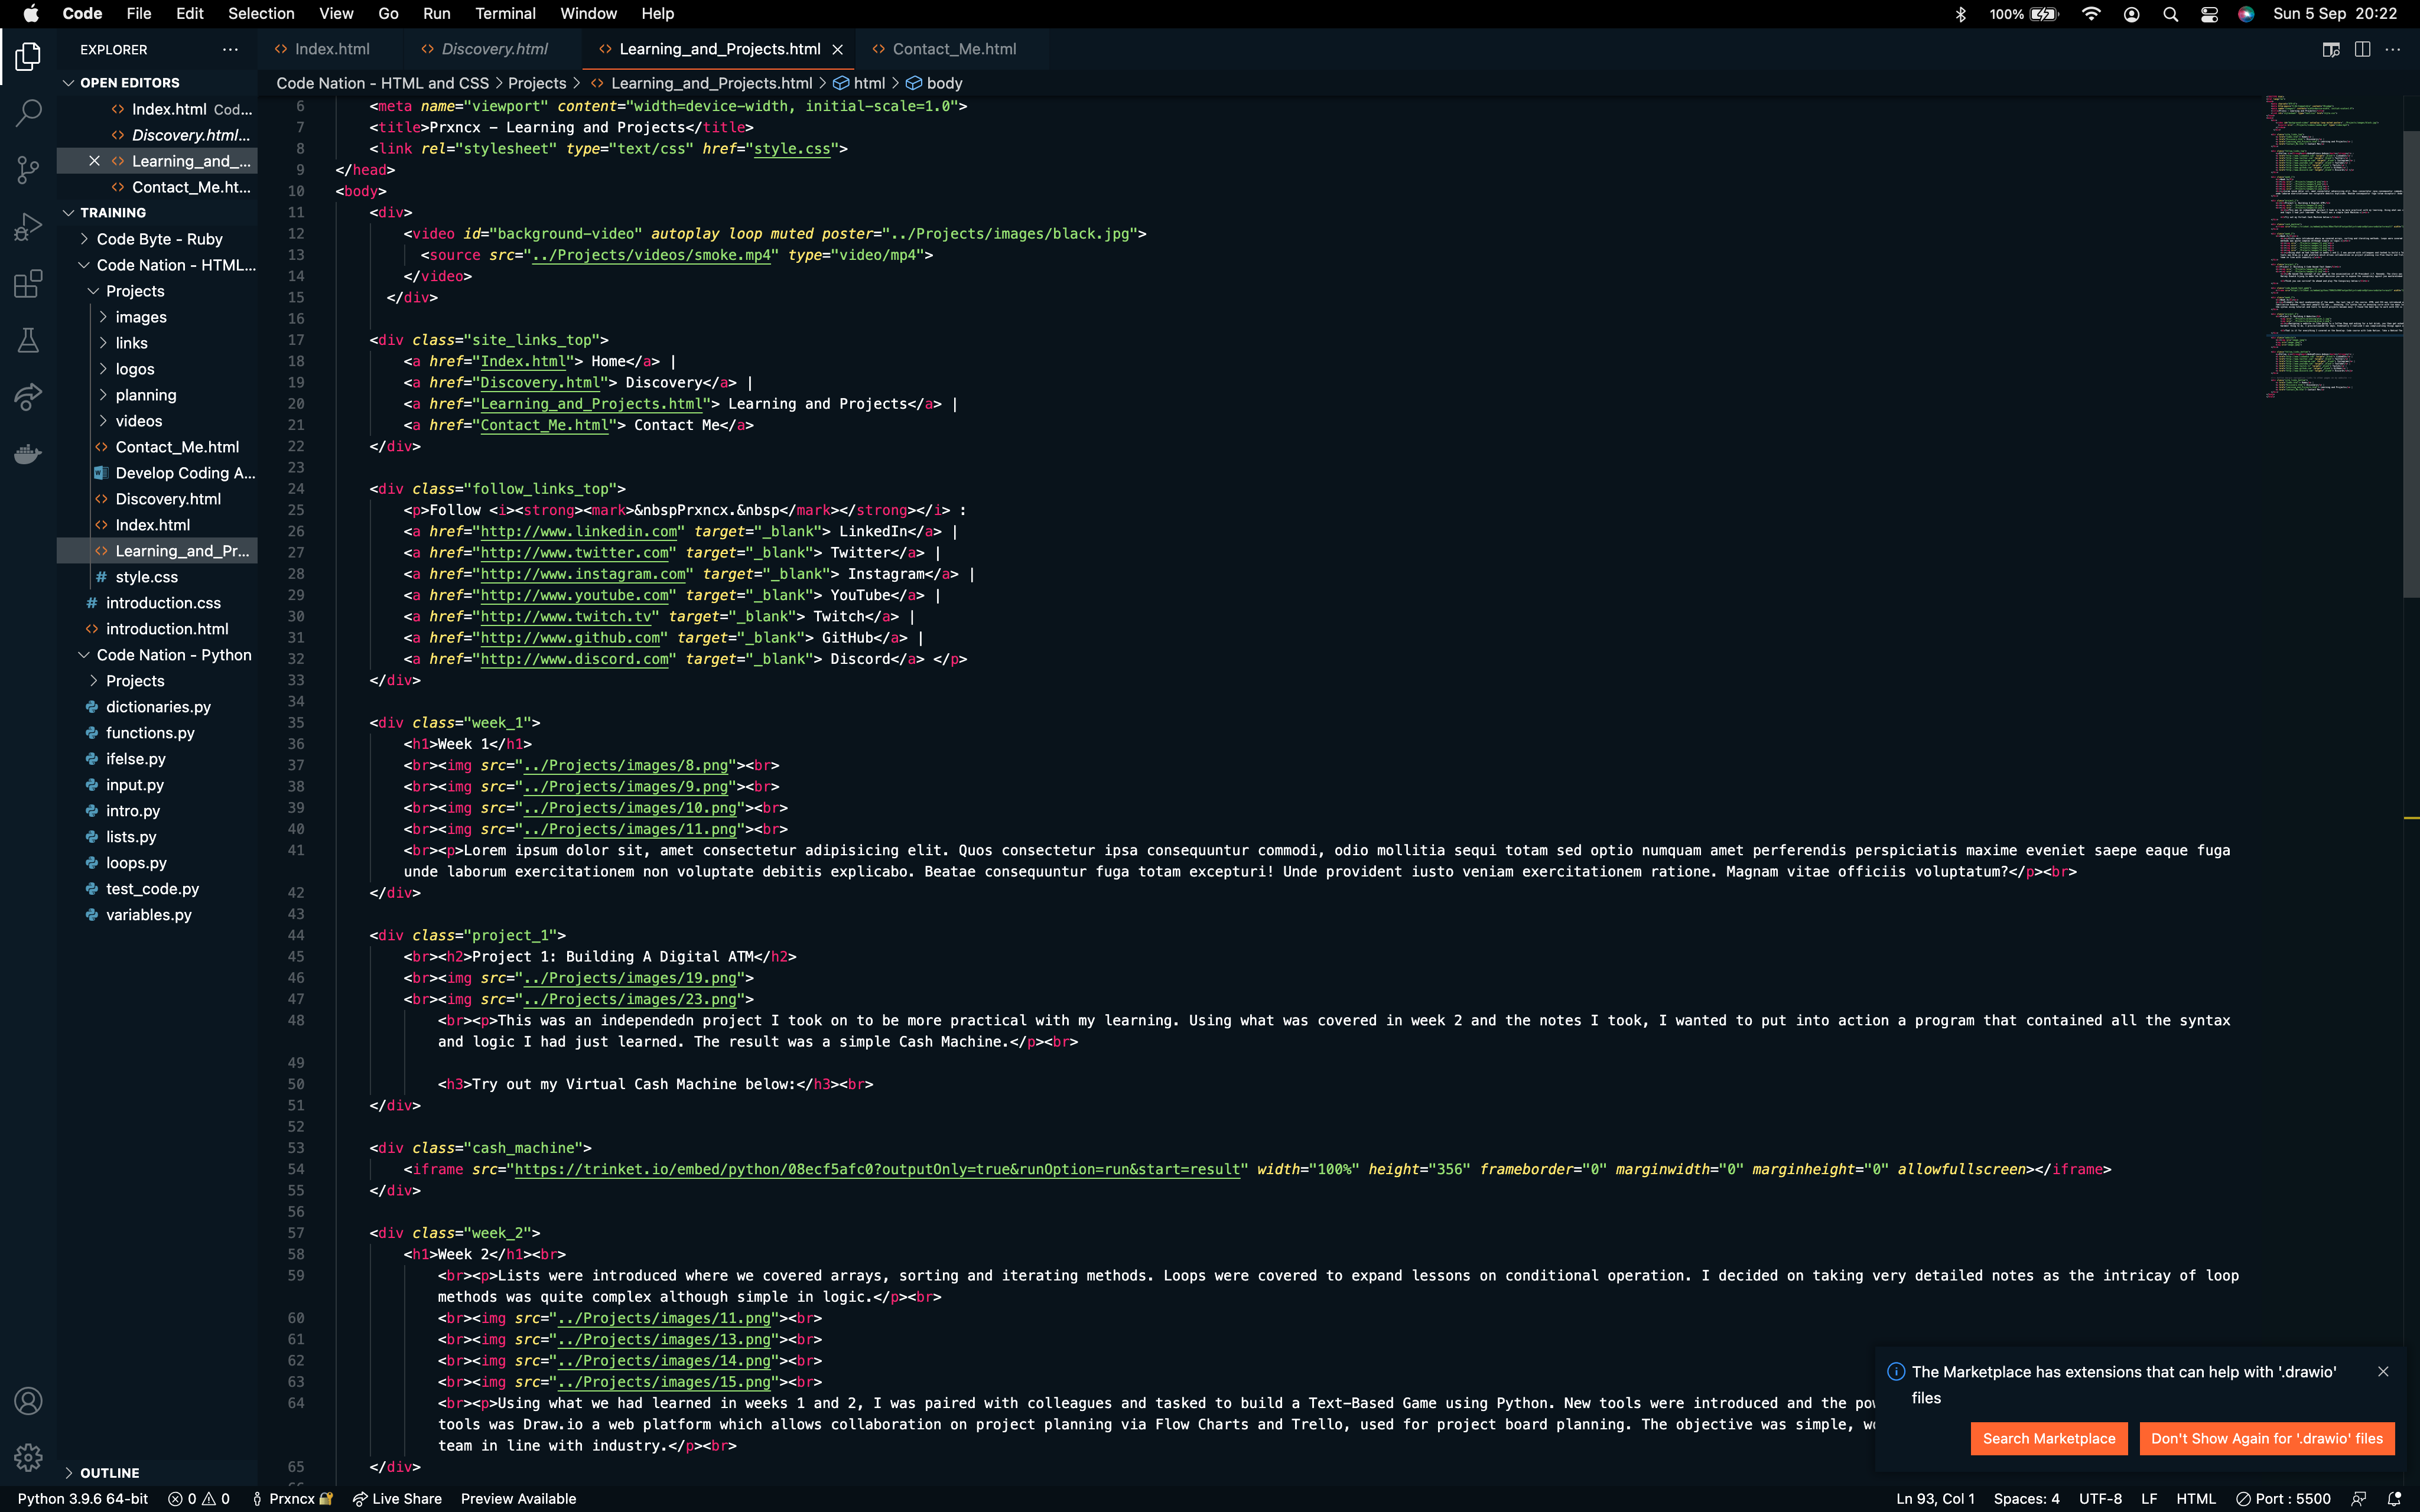 Code File Edit Selection View Go Run Terminal Window Help 100% Sun 5 Sep 20:22
EXPLORER ··· Index.html Discovery.html Learning_and_Projects.html Contact_Me.html
OPEN EDITORS
Index.html Cod...
Discovery.html...
Learning_and_...
Contact_Me.ht...
TRAINING
Code Byte - Ruby
Code Nation - HTML...
Projects
images
links
logos
planning
videos
Contact_Me.html
Develop Coding A...
Discovery.html
Index.html
Learning_and_Pr...
style.css
introduction.css
introduction.html
Code Nation - Python
Projects
dictionaries.py
functions.py
ifelse.py
input.py
intro.py
lists.py
loops.py
test_code.py
variables.py
OUTLINE
Code Nation - HTML and CSS > Projects > Learning_and_Projects.html > html > body
6 <meta name="viewport" content="width=device-width, initial-scale=1.0">
7 <title>Prxncx – Learning and Projects</title>
8 <link rel="stylesheet" type="text/css" href="style.css">
9 </head>
10 <body>
11 <div>
12 <video id="background-video" autoplay loop muted poster="../Projects/images/black.jpg">
13 <source src="../Projects/videos/smoke.mp4" type="video/mp4">
14 </video>
15 </div>
16
17 <div class="site_links_top">
18 <a href="Index.html"> Home</a> |
19 <a href="Discovery.html"> Discovery</a> |
20 <a href="Learning_and_Projects.html"> Learning and Projects</a> |
21 <a href="Contact_Me.html"> Contact Me</a>
22 </div>
23
24 <div class="follow_links_top">
25 <p>Follow <i><strong><mark>&nbspPrxncx.&nbsp</mark></strong></i> :
26 <a href="http://www.linkedin.com" target="_blank"> LinkedIn</a> |
27 <a href="http://www.twitter.com" target="_blank"> Twitter</a> |
28 <a href="http://www.instagram.com" target="_blank"> Instagram</a> |
29 <a href="http://www.youtube.com" target="_blank"> YouTube</a> |
30 <a href="http://www.twitch.tv" target="_blank"> Twitch</a> |
31 <a href="http://www.github.com" target="_blank"> GitHub</a> |
32 <a href="http://www.discord.com" target="_blank"> Discord</a> </p>
33 </div>
34
35 <div class="week_1">
36 <h1>Week 1</h1>
37 <br><img src="../Projects/images/8.png"><br>
38 <br><img src="../Projects/images/9.png"><br>
39 <br><img src="../Projects/images/10.png"><br>
40 <br><img src="../Projects/images/11.png"><br>
41 <br><p>Lorem ipsum dolor sit, amet consectetur adipisicing elit. Quos consectetur ipsa consequuntur commodi, odio mollitia sequi totam sed optio numquam amet perferendis perspiciatis maxime eveniet saepe eaque fuga
unde laborum exercitationem non voluptate debitis explicabo. Beatae consequuntur fuga totam excepturi! Unde provident iusto veniam exercitationem ratione. Magnam vitae officiis voluptatum?</p><br>
42 </div>
43
44 <div class="project_1">
45 <br><h2>Project 1: Building A Digital ATM</h2>
46 <br><img src="../Projects/images/19.png">
47 <br><img src="../Projects/images/23.png">
48 <br><p>This was an independedn project I took on to be more practical with my learning. Using what was covered in week 2 and the notes I took, I wanted to put into action a program that contained all the syntax
and logic I had just learned. The result was a simple Cash Machine.</p><br>
49
50 <h3>Try out my Virtual Cash Machine below:</h3><br>
51 </div>
52
53 <div class="cash_machine">
54 <iframe src="https://trinket.io/embed/python/08ecf5afc0?outputOnly=true&runOption=run&start=result" width="100%" height="356" frameborder="0" marginwidth="0" marginheight="0" allowfullscreen></iframe>
55 </div>
56
57 <div class="week_2">
58 <h1>Week 2</h1><br>
59 <br><p>Lists were introduced where we covered arrays, sorting and iterating methods. Loops were covered to expand lessons on conditional operation. I decided on taking very detailed notes as the intricay of loop
methods was quite complex although simple in logic.</p><br>
60 <br><img src="../Projects/images/11.png"><br>
61 <br><img src="../Projects/images/13.png"><br>
62 <br><img src="../Projects/images/14.png"><br>
63 <br><img src="../Projects/images/15.png"><br>
64 <br><p>Using what we had learned in weeks 1 and 2, I was paired with colleagues and tasked to build a Text-Based Game using Python. New tools were introduced and the
tools was Draw.io a web platform which allows collaboration on project planning via Flow Charts and Trello, used for project board planning. The objective was simple,
team in line with industry.</p><br>
65 </div>
The Marketplace has extensions that can help with '.drawio'
files
Search Marketplace Don't Show Again for '.drawio' files
Python 3.9.6 64-bit 0 0 Prxncx Live Share Preview Available Ln 93, Col 1 Spaces: 4 UTF-8 LF HTML Port : 5500